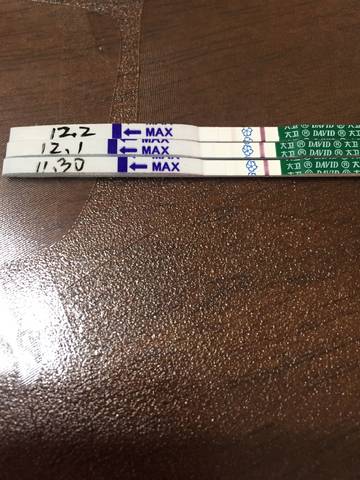 12.2 ← MAX 大卫 ® DAVID ® 大卫
12.1 ← MAX 大卫 ® DAVID ® 大卫
11.30 ← MAX 大卫 ® DAVID ® 大卫